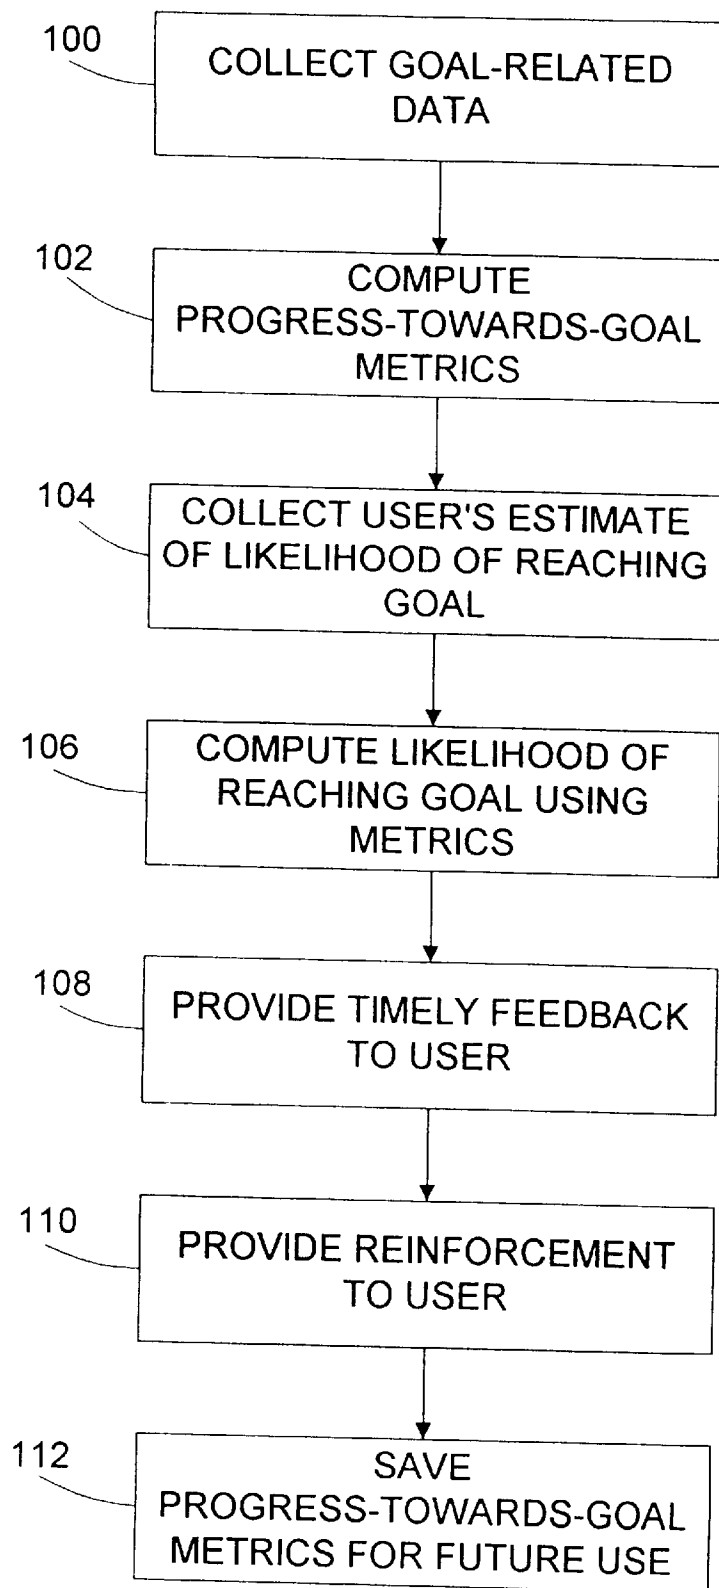 100
COLLECT GOAL-RELATED
DATA
102
COMPUTE
PROGRESS-TOWARDS-GOAL
METRICS
104
COLLECT USER'S ESTIMATE
OF LIKELIHOOD OF REACHING
GOAL
106
COMPUTE LIKELIHOOD OF
REACHING GOAL USING
METRICS
108
PROVIDE TIMELY FEEDBACK
TO USER
110
PROVIDE REINFORCEMENT
TO USER
112
SAVE
PROGRESS-TOWARDS-GOAL
METRICS FOR FUTURE USE